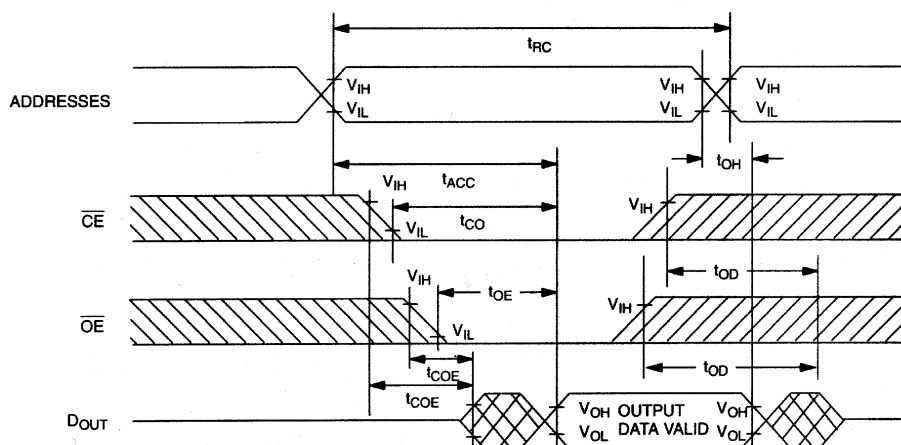 tRC
ADDRESSES
VIH VIH VIH
VIL VIL VIL
tOH
tACC
VIH
CE
tCO
VIH
VIL
tOD
VIH
tOE
VIH
OE
VIL
tCOE
tOD
tCOE
DOUT
VOH OUTPUT VOH
VOL DATA VALID VOL